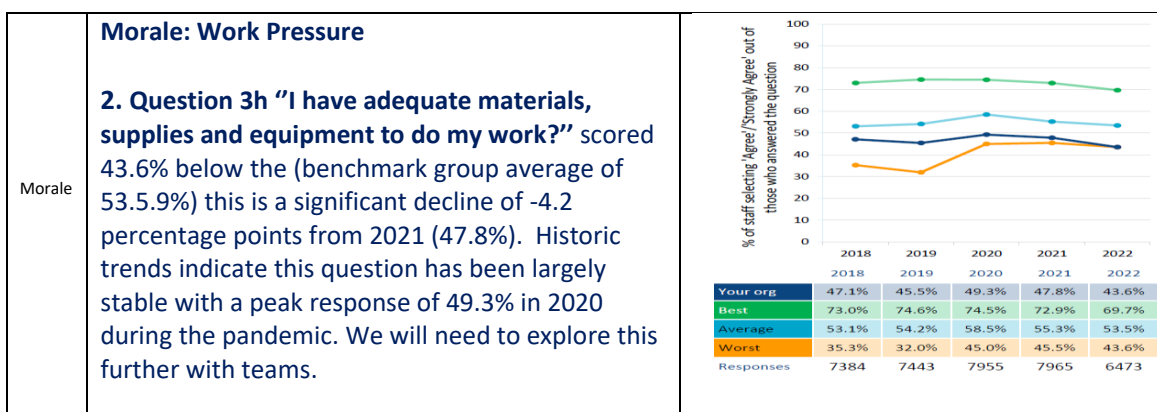 Morale
Morale: Work Pressure
2. Question 3h “I have adequate materials,
supplies and equipment to do my work?’’ scored
43.6% below the (benchmark group average of
53.5.9%) this is a significant decline of -4.2
percentage points from 2021 (47.8%).  Historic
trends indicate this question has been largely
stable with a peak response of 49.3% in 2020
during the pandemic. We will need to explore this
further with teams.
% of staff selecting 'Agree'/'Strongly Agree' out of
those who answered the question
100
90
80
70
60
50
40
30
20
10
0
2018 2019 2020 2021 2022
2018 2019 2020 2021 2022
Your org 47.1% 45.5% 49.3% 47.8% 43.6%
Best 73.0% 74.6% 74.5% 72.9% 69.7%
Average 53.1% 54.2% 58.5% 55.3% 53.5%
Worst 35.3% 32.0% 45.0% 45.5% 43.6%
Responses 7384 7443 7955 7965 6473